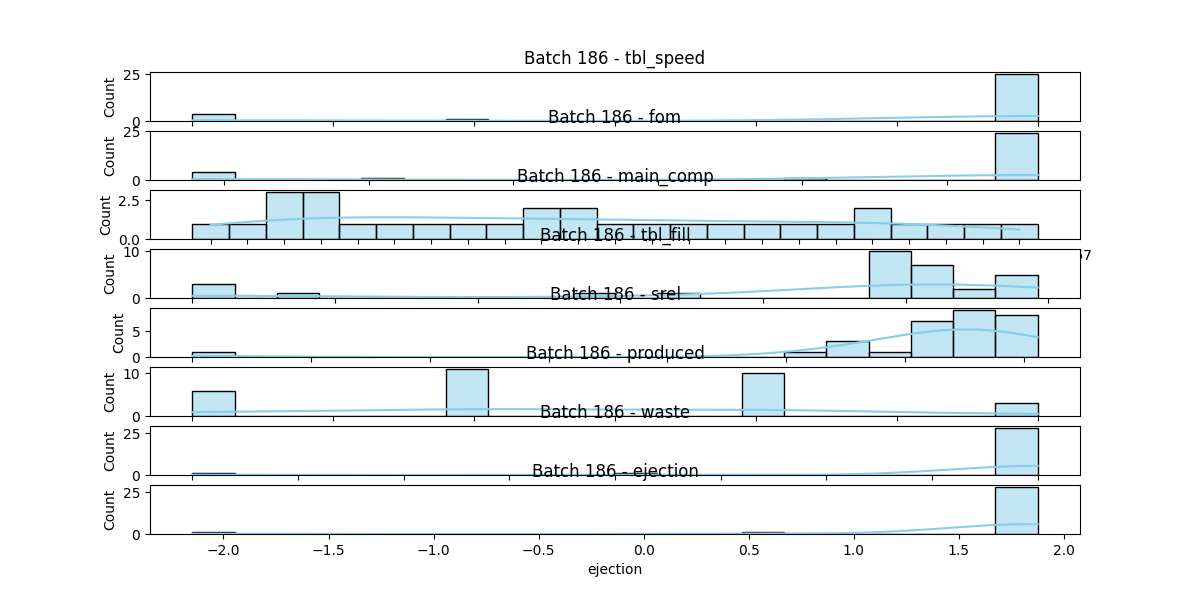 Batch 186 - tbl_speed
25
Count
0
Batch 186 - fom
25
Count
0
Batch 186 - main_comp
2.5
Count
0.0
Batch 186 - tbl_fill
57
10
Count
0
Batch 186 - srel
5
Count
0
Batch 186 - produced
10
Count
0
Batch 186 - waste
25
Count
0
Batch 186 - ejection
25
Count
0
−2.0 −1.5 −1.0 −0.5 0.0 0.5 1.0 1.5 2.0
ejection